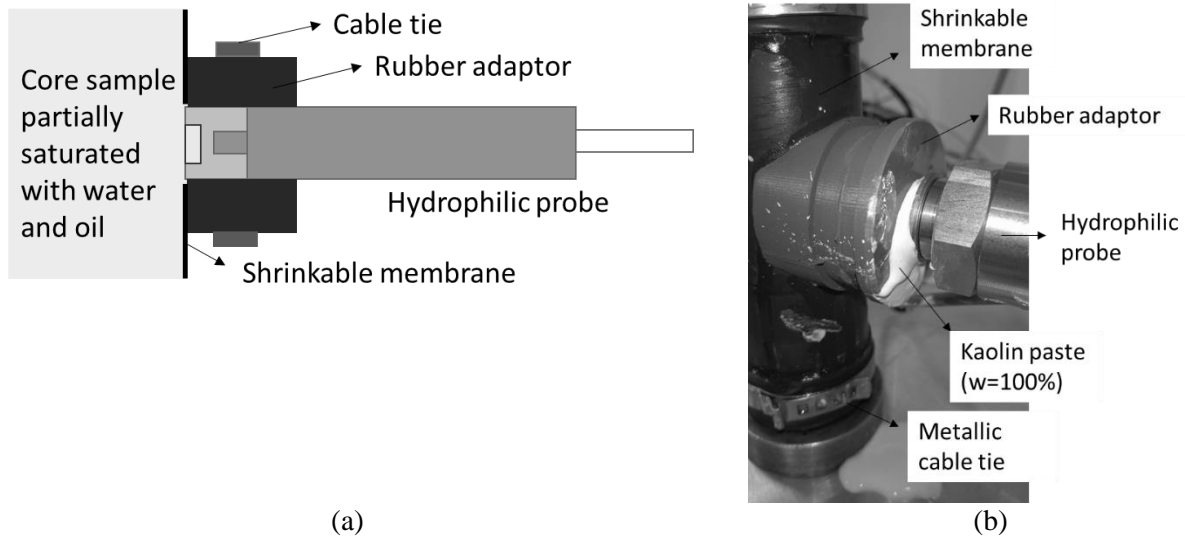 Cable tie
Rubber adaptor
Core sample
partially
saturated
with water
and oil
Hydrophilic probe
Shrinkable membrane
(a)
Shrinkable
membrane
Rubber adaptor
Hydrophilic
probe
Kaolin paste
(w=100%)
Metallic
cable tie
(b)